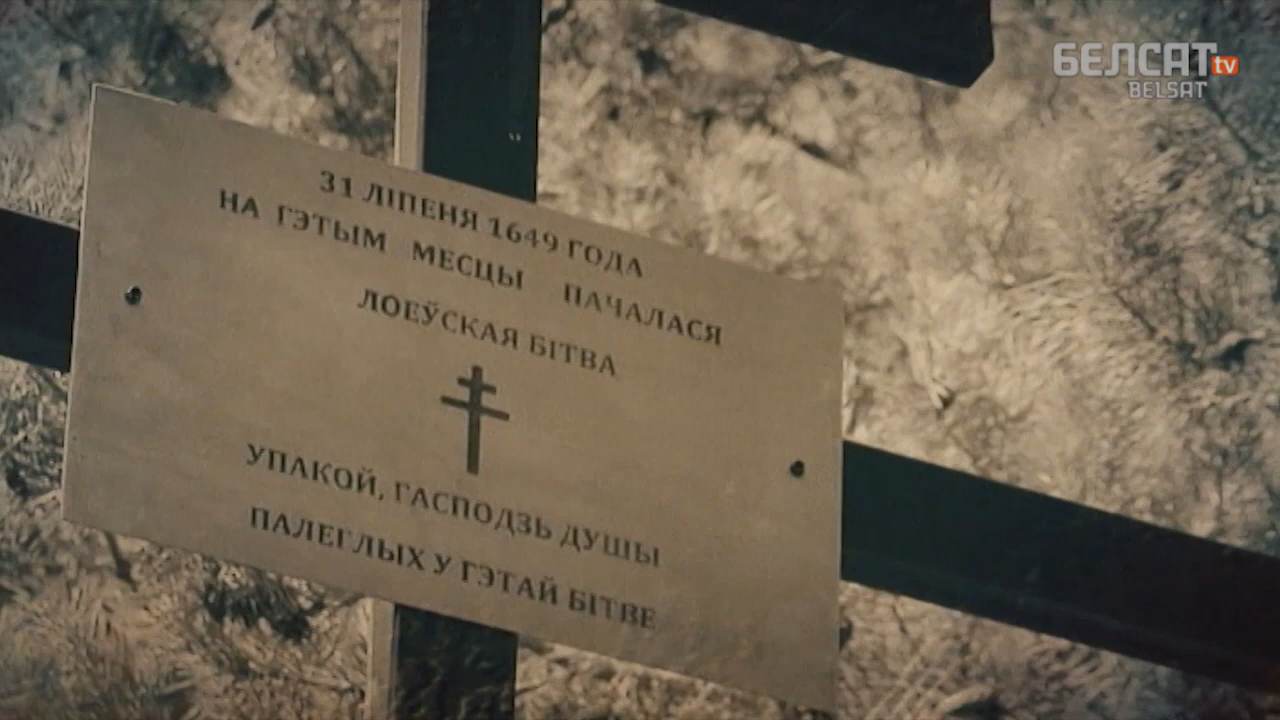 БЕЛСАТ tv
BELSAT
31 ЛІПЕНЯ 1649 ГОДА
НА ГЭТЫМ МЕСЦЫ ПАЧАЛАСЯ
ЛОЕЎСКАЯ БІТВА
УПАКОЙ, ГАСПОДЗЬ ДУШЫ
ПАЛЕГЛЫХ У ГЭТАЙ БІТВЕ